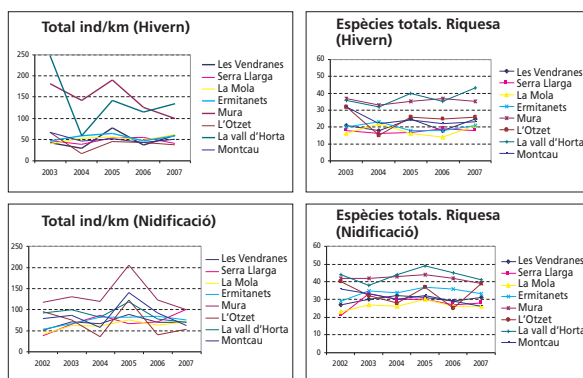 Total ind/km (Hivern)
250
200
150
100
50
0
2003 2004 2005 2006 2007
Les Vendranes
Serra Llarga
La Mola
Ermitanets
Mura
L'Otzet
La vall d'Horta
Montcau
Espècies totals. Riquesa
(Hivern)
60
50
40
30
20
10
0
2003 2004 2005 2006 2007
Les Vendranes
Serra Llarga
La Mola
Ermitanets
Mura
L'Otzet
La vall d'Horta
Montcau
Total ind/km (Nidificació)
250
200
150
100
50
0
2002 2003 2004 2005 2006 2007
Les Vendranes
Serra Llarga
La Mola
Ermitanets
Mura
L'Otzet
La vall d'Horta
Montcau
Espècies totals. Riquesa
(Nidificació)
60
50
40
30
20
10
0
2002 2003 2004 2005 2006 2007
Les Vendranes
Serra Llarga
La Mola
Ermitanets
Mura
L'Otzet
La vall d'Horta
Montcau